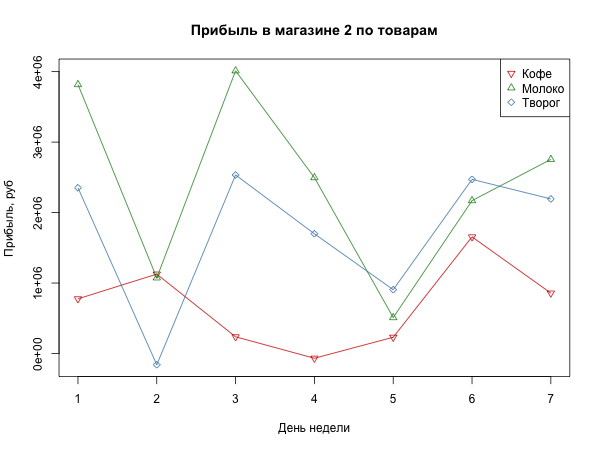 Прибыль в магазине 2 по товарам
Кофе
Молоко
Творог
Прибыль, руб
4e+06
3e+06
2e+06
1e+06
0e+00
1 2 3 4 5 6 7
День недели